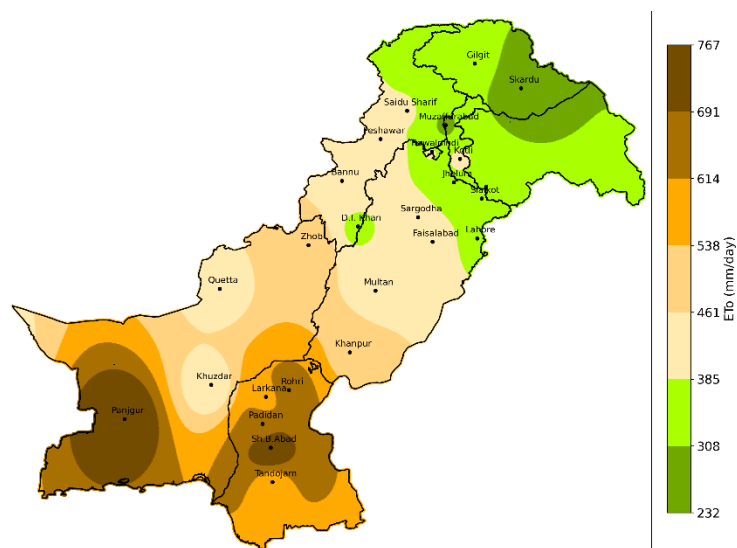 Gilgit
Skardu
Saidu Sharif
Muzaffarabad
Peshawar
Rawalpindi
Kotli
Bannu
Jhelum
Sialkot
D.I. Khan
Sargodha
Zhob
Faisalabad
Lahore
Quetta
Multan
Khanpur
Khuzdar
Rohri
Larkana
Panjgur
Padidan
Sh.B.Abad
Tandojam
767
691
614
538
461
385
308
232
ETo (mm/day)